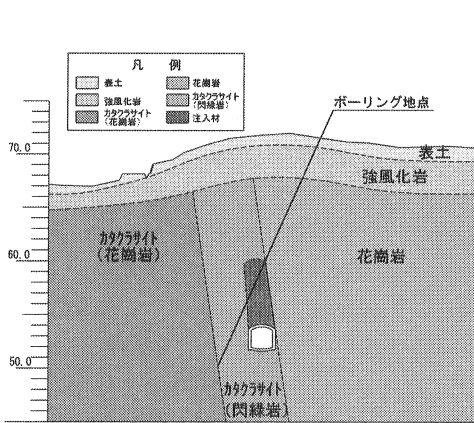 凡 例
表土
花崗岩
強風化岩
カタクラサイト
(閃緑岩)
カタクラサイト
(花崗岩)
注入材
ボーリング地点
70.0
表土
強風化岩
カタクラサイト
(花崗岩)
60.0
花崗岩
50.0
カタクラサイト
(閃緑岩)